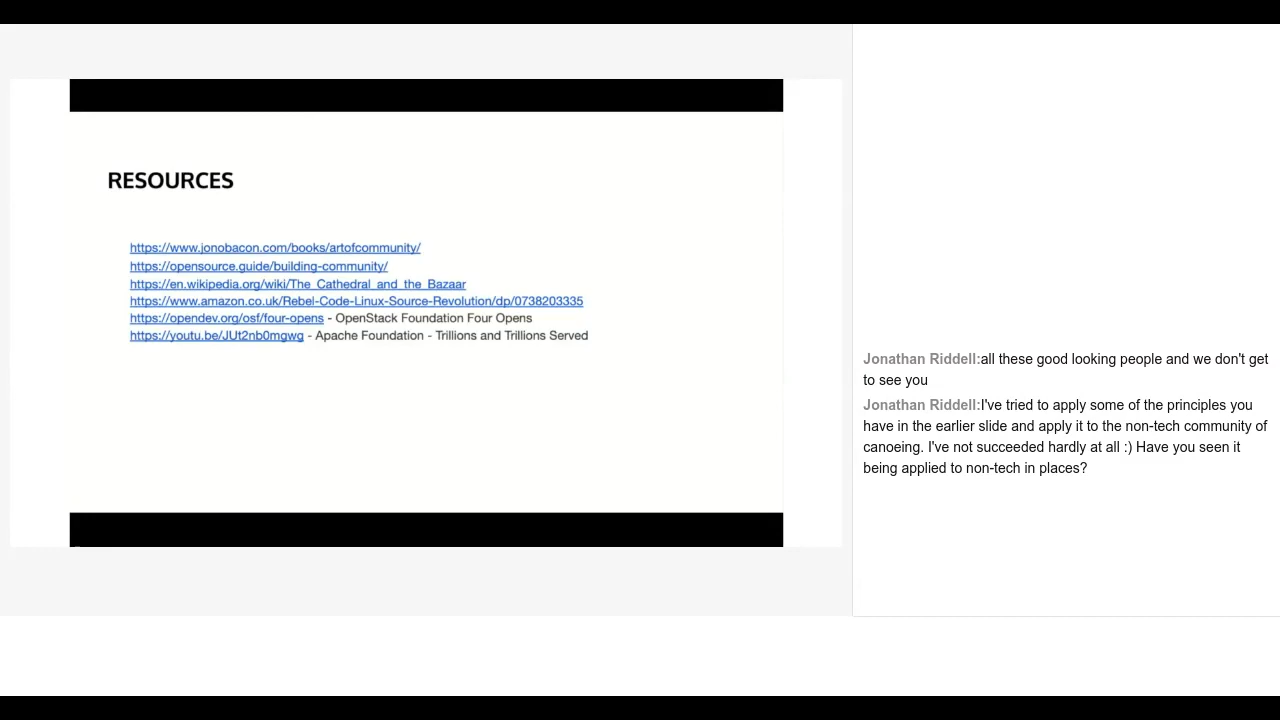 RESOURCES
https://www.jonobacon.com/books/artofcommunity/
https://opensource.guide/building-community/
https://en.wikipedia.org/wiki/The_Cathedral_and_the_Bazaar
https://www.amazon.co.uk/Rebel-Code-Linux-Source-Revolution/dp/0738203335
https://opendev.org/osf/four-opens - OpenStack Foundation Four Opens
https://youtu.be/JUt2nb0mgwg - Apache Foundation - Trillions and Trillions Served
Jonathan Riddell:all these good looking people and we don't get
to see you
Jonathan Riddell:I've tried to apply some of the principles you
have in the earlier slide and apply it to the non-tech community of
canoeing. I've not succeeded hardly at all :) Have you seen it
being applied to non-tech in places?